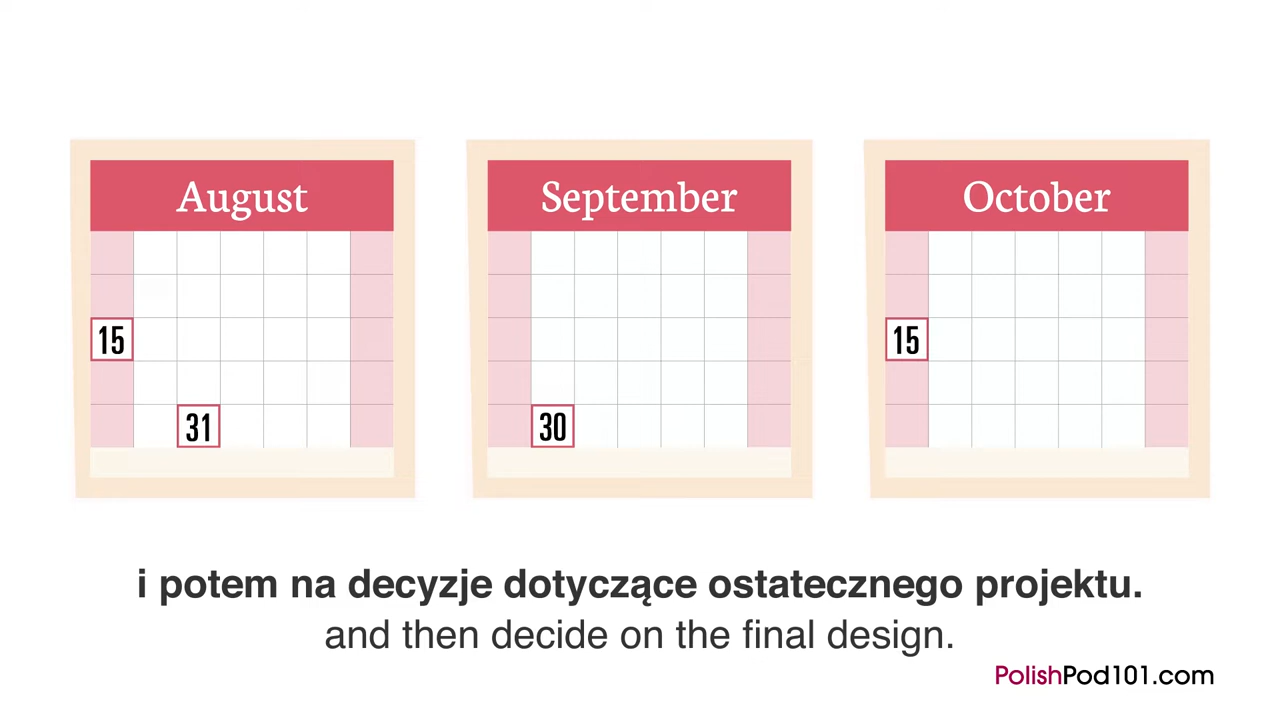 August
September
October
15
15
31
30
i potem na decyzje dotyczące ostatecznego projektu.
and then decide on the final design.
PolishPod101.com